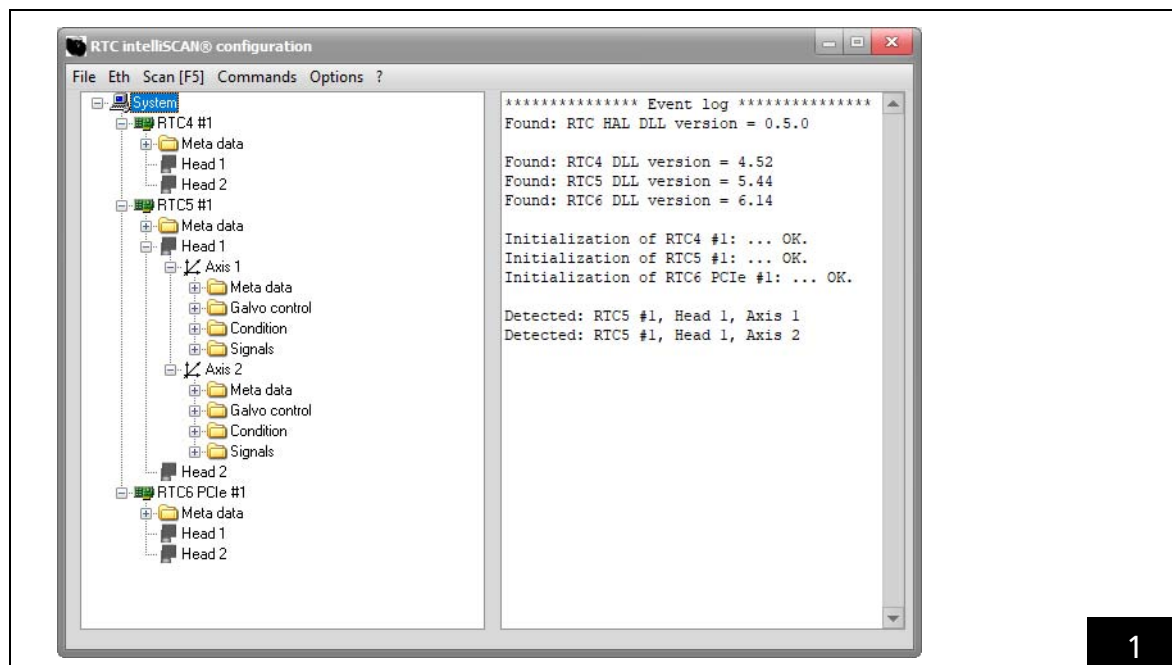 RTC intelliSCAN® configuration
File Eth Scan [F5] Commands Options ?
System
RTC4 #1
Meta data
Head 1
Head 2
RTC5 #1
Meta data
Head 1
Axis 1
Meta data
Galvo control
Condition
Signals
Axis 2
Meta data
Galvo control
Condition
Signals
Head 2
RTC6 PCIe #1
Meta data
Head 1
Head 2
*************** Event log ***************
Found: RTC HAL DLL version = 0.5.0
Found: RTC4 DLL version = 4.52
Found: RTC5 DLL version = 5.44
Found: RTC6 DLL version = 6.14
Initialization of RTC4 #1: ... OK.
Initialization of RTC5 #1: ... OK.
Initialization of RTC6 PCIe #1: ... OK.
Detected: RTC5 #1, Head 1, Axis 1
Detected: RTC5 #1, Head 1, Axis 2
1